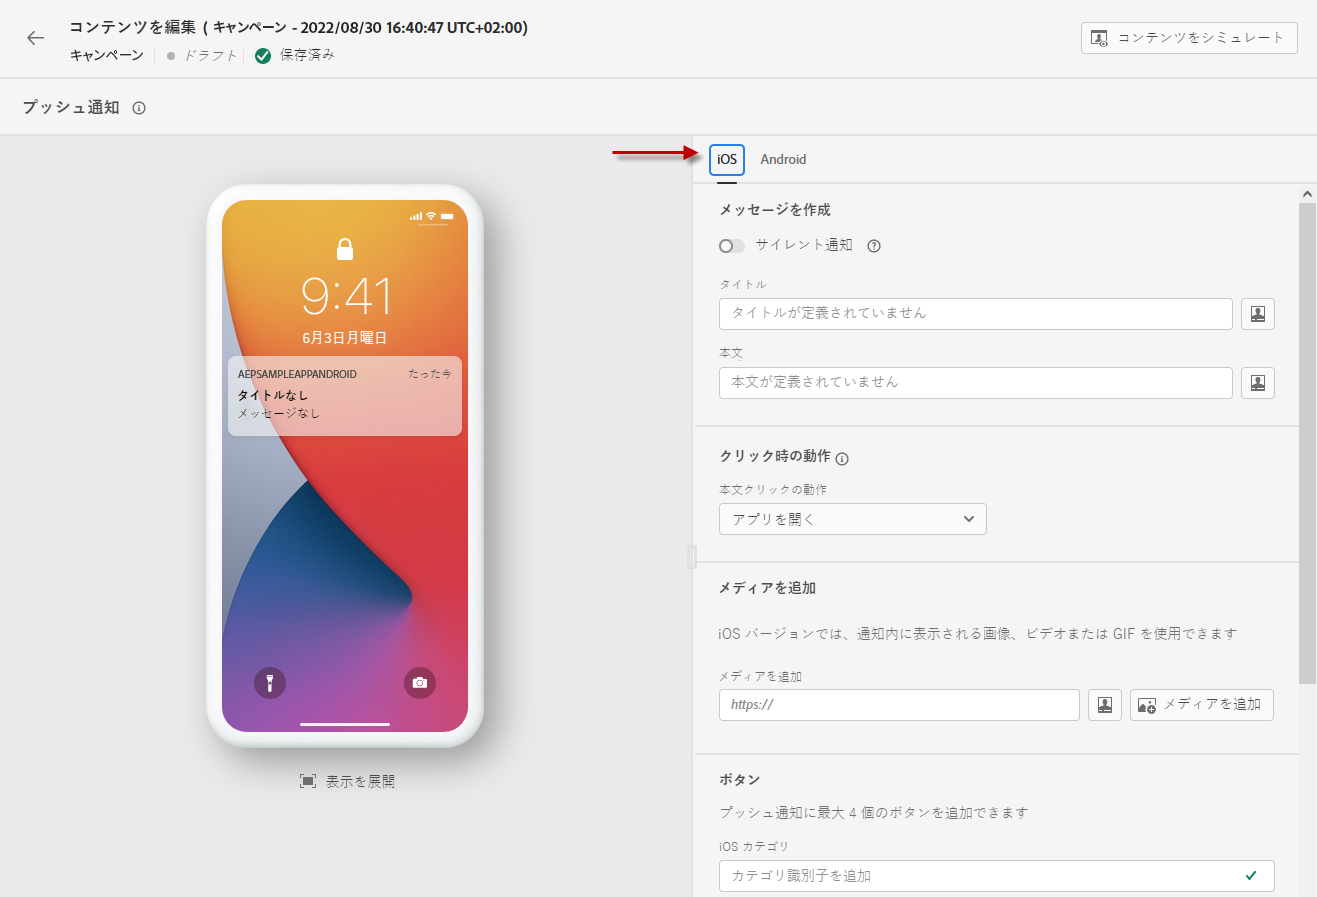 コンテンツを編集 ( キャンペーン - 2022/08/30 16:40:47 UTC+02:00)
キャンペーン ドラフト 保存済み
コンテンツをシミュレート
プッシュ通知
iOS Android
9:41
6月3日月曜日
AEPSAMPLEAPPANDROID たった今
タイトルなし
メッセージなし
表示を展開
メッセージを作成
サイレント通知
タイトル
タイトルが定義されていません
本文
本文が定義されていません
クリック時の動作
本文クリックの動作
アプリを開く
メディアを追加
iOS バージョンでは、通知内に表示される画像、ビデオまたは GIF を使用できます
メディアを追加
https:// メディアを追加
ボタン
プッシュ通知に最大 4 個のボタンを追加できます
iOS カテゴリ
カテゴリ識別子を追加